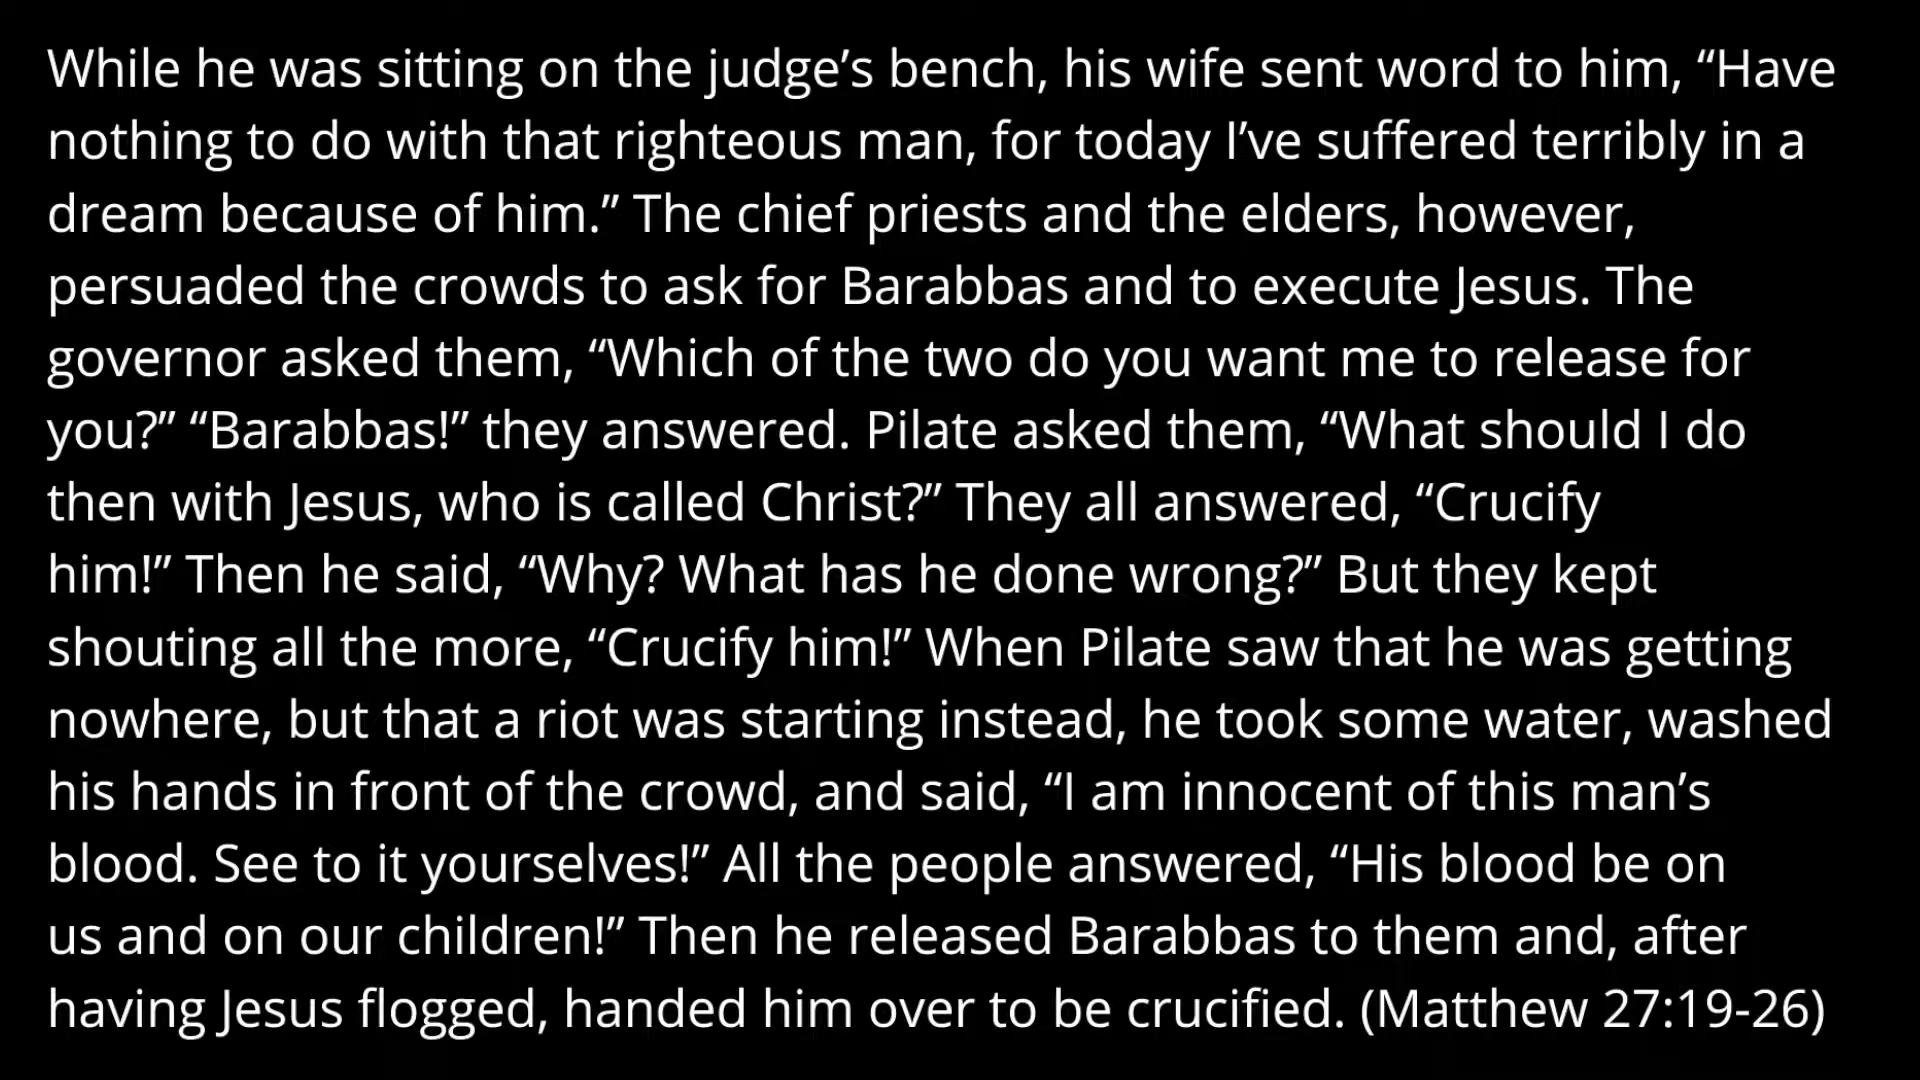 While he was sitting on the judge’s bench, his wife sent word to him, “Have
nothing to do with that righteous man, for today I’ve suffered terribly in a
dream because of him.” The chief priests and the elders, however,
persuaded the crowds to ask for Barabbas and to execute Jesus. The
governor asked them, “Which of the two do you want me to release for
you?” “Barabbas!” they answered. Pilate asked them, “What should I do
then with Jesus, who is called Christ?” They all answered, “Crucify
him!” Then he said, “Why? What has he done wrong?” But they kept
shouting all the more, “Crucify him!” When Pilate saw that he was getting
nowhere, but that a riot was starting instead, he took some water, washed
his hands in front of the crowd, and said, “I am innocent of this man’s
blood. See to it yourselves!” All the people answered, “His blood be on
us and on our children!” Then he released Barabbas to them and, after
having Jesus flogged, handed him over to be crucified. (Matthew 27:19-26)